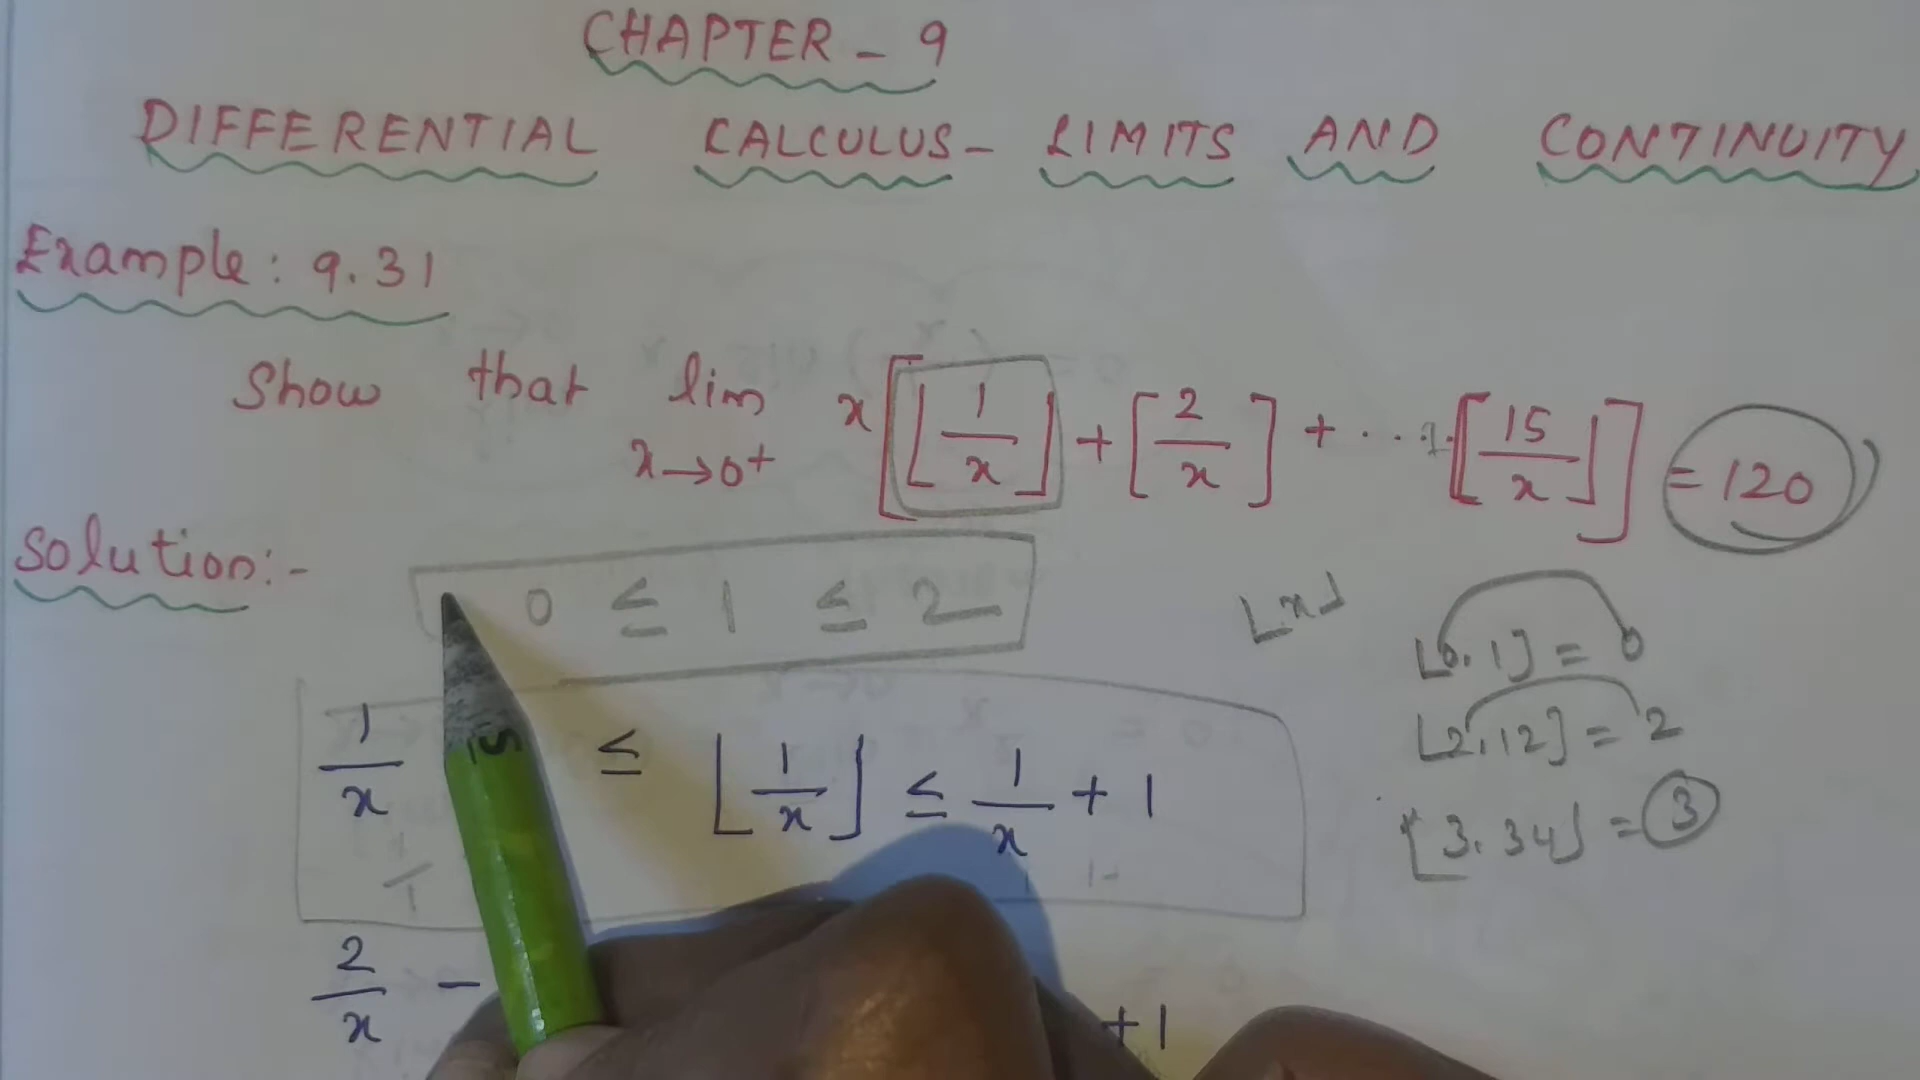 CHAPTER - 9
DIFFERENTIAL CALCULUS - LIMITS AND CONTINUITY
Example: 9.31
Show that lim x→0+ x[⌊1/x⌋ + [2/x] + ... [15/x⌋] = 120
Solution:-
0 ≤ 1 ≤ 2
⌊x⌋
⌊0.1⌋ = 0
⌊2.12⌋ = 2
⌊3.34⌋ = 3
1/x ≤ ⌊1/x⌋ ≤ 1/x + 1
2/x - +1